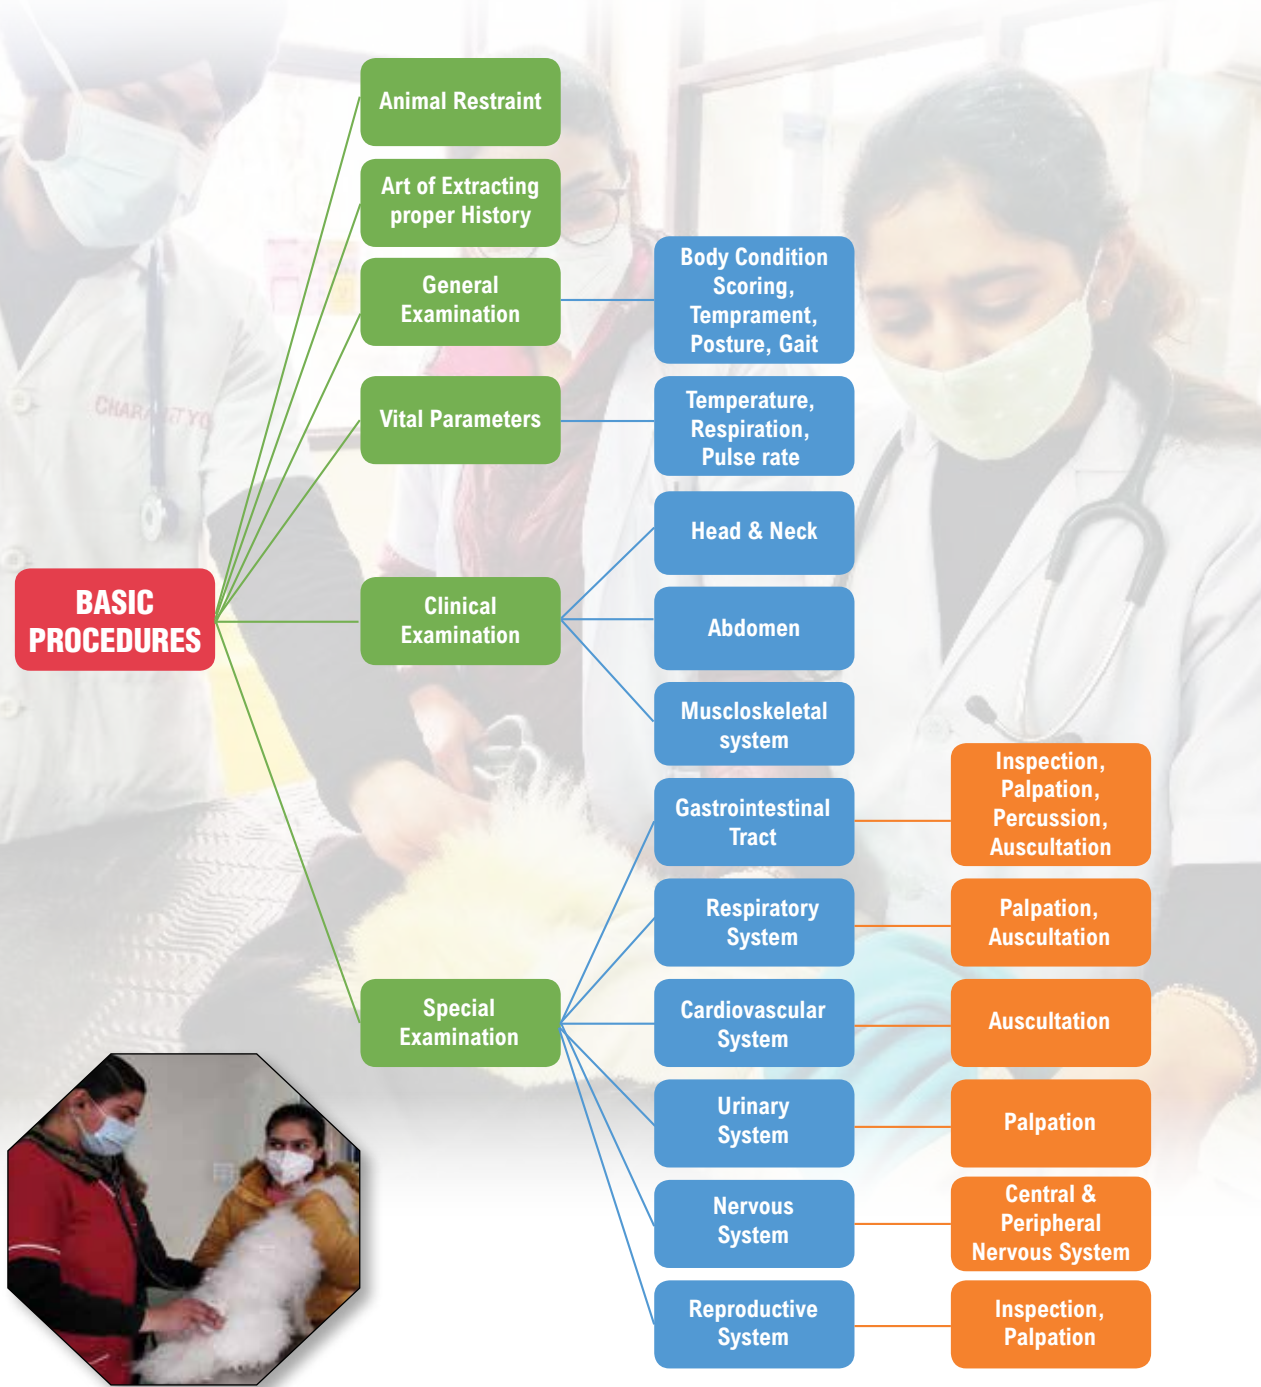 Animal Restraint
Art of Extracting
proper History
General
Examination
Body Condition
Scoring,
Temprament,
Posture, Gait
Vital Parameters
Temperature,
Respiration,
Pulse rate
BASIC
PROCEDURES
Clinical
Examination
Head & Neck
Abdomen
Muscloskeletal
system
Special
Examination
Gastrointestinal
Tract
Inspection,
Palpation,
Percussion,
Auscultation
Respiratory
System
Palpation,
Auscultation
Cardiovascular
System
Auscultation
Urinary
System
Palpation
Nervous
System
Central &
Peripheral
Nervous System
Reproductive
System
Inspection,
Palpation